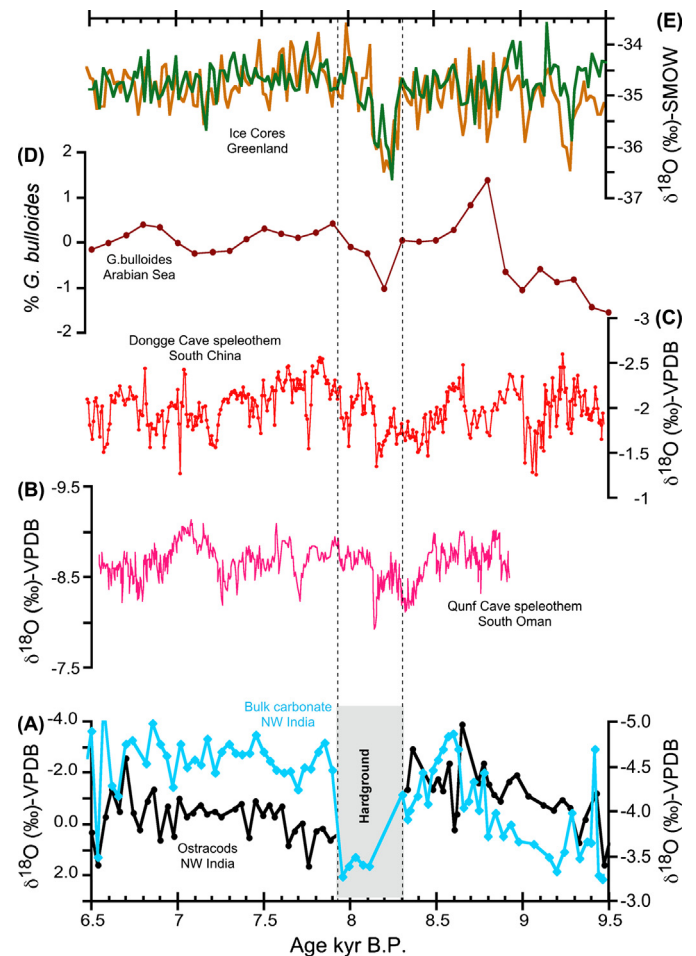 (E)
-34
-35
-36
-37
δ18O (‰)-SMOW
Ice Cores
Greenland
(D)
2
1
0
-1
-2
% G. bulloides
G.bulloides
Arabian Sea
(C)
-3
-2.5
-2
-1.5
-1
δ18O (‰)-VPDB
Dongge Cave speleothem
South China
(B)
-9.5
-8.5
-7.5
δ18O (‰)-VPDB
Qunf Cave speleothem
South Oman
(A)
-4.0
-2.0
0.0
2.0
δ18O (‰)-VPDB
Bulk carbonate
NW India
Hardground
Ostracods
NW India
-5.0
-4.5
-4.0
-3.5
-3.0
δ18O (‰)-VPDB
6.5 7 7.5 8 8.5 9 9.5
Age kyr B.P.